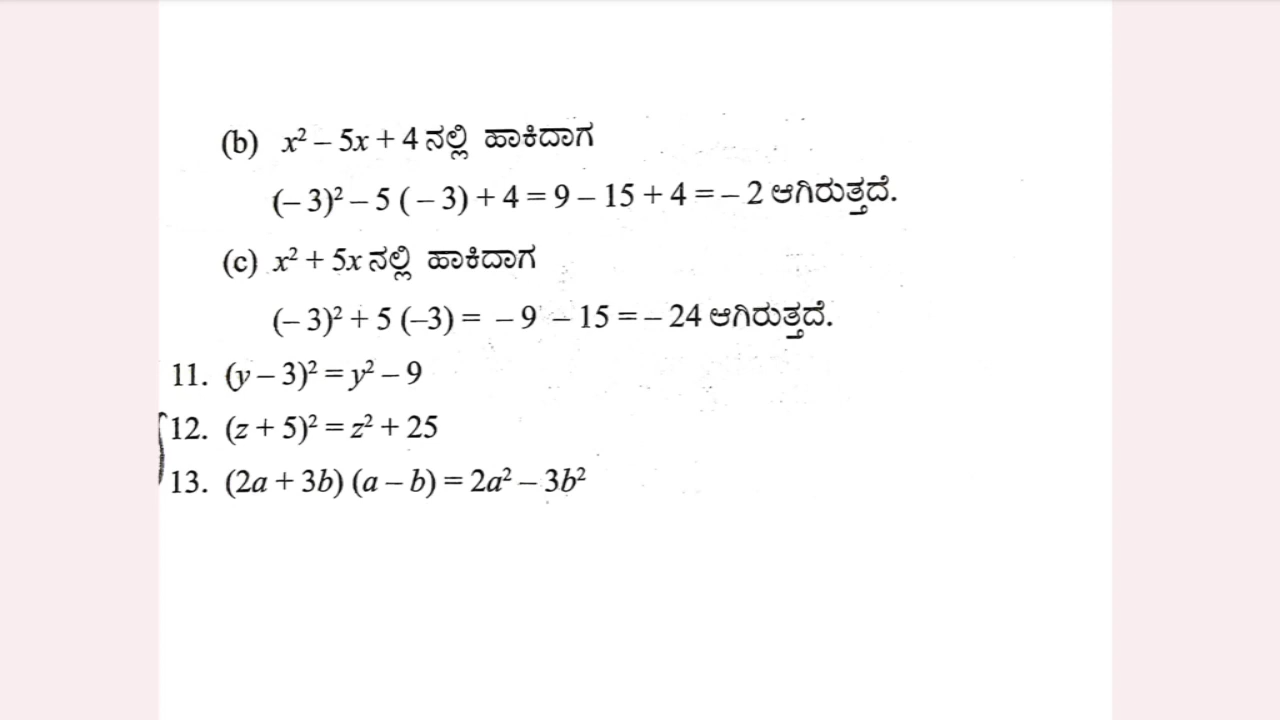 (b) x² – 5x + 4 ನಲ್ಲಿ ಹಾಕಿದಾಗ
(– 3)² – 5 ( – 3) + 4 = 9 – 15 + 4 = – 2 ಆಗಿರುತ್ತದೆ.
(c) x² + 5x ನಲ್ಲಿ ಹಾಕಿದಾಗ
(– 3)² + 5 (–3) = – 9 – 15 = – 24 ಆಗಿರುತ್ತದೆ.
11. (y – 3)² = y² – 9
12. (z + 5)² = z² + 25
13. (2a + 3b) (a – b) = 2a² – 3b²